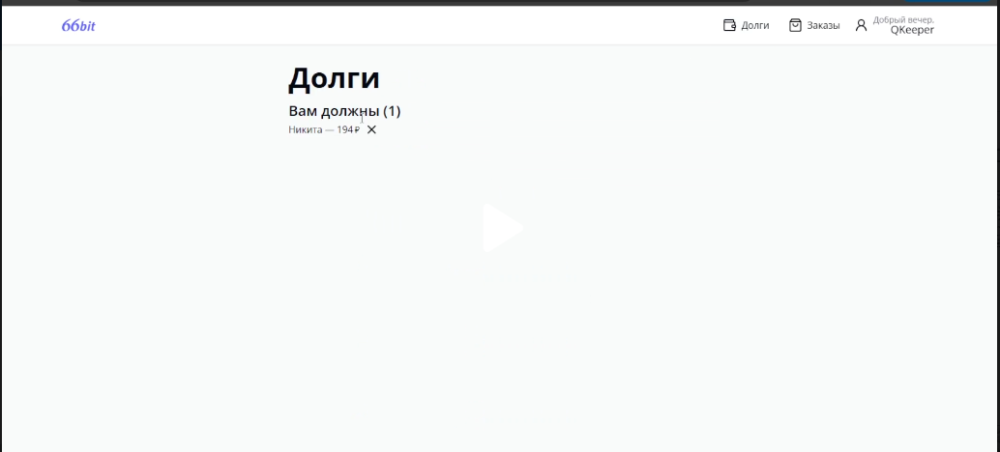 66bit
Долги
Заказы
Добрый вечер.
QKeeper
Долги
Вам должны (1)
Никита — 194 ₽